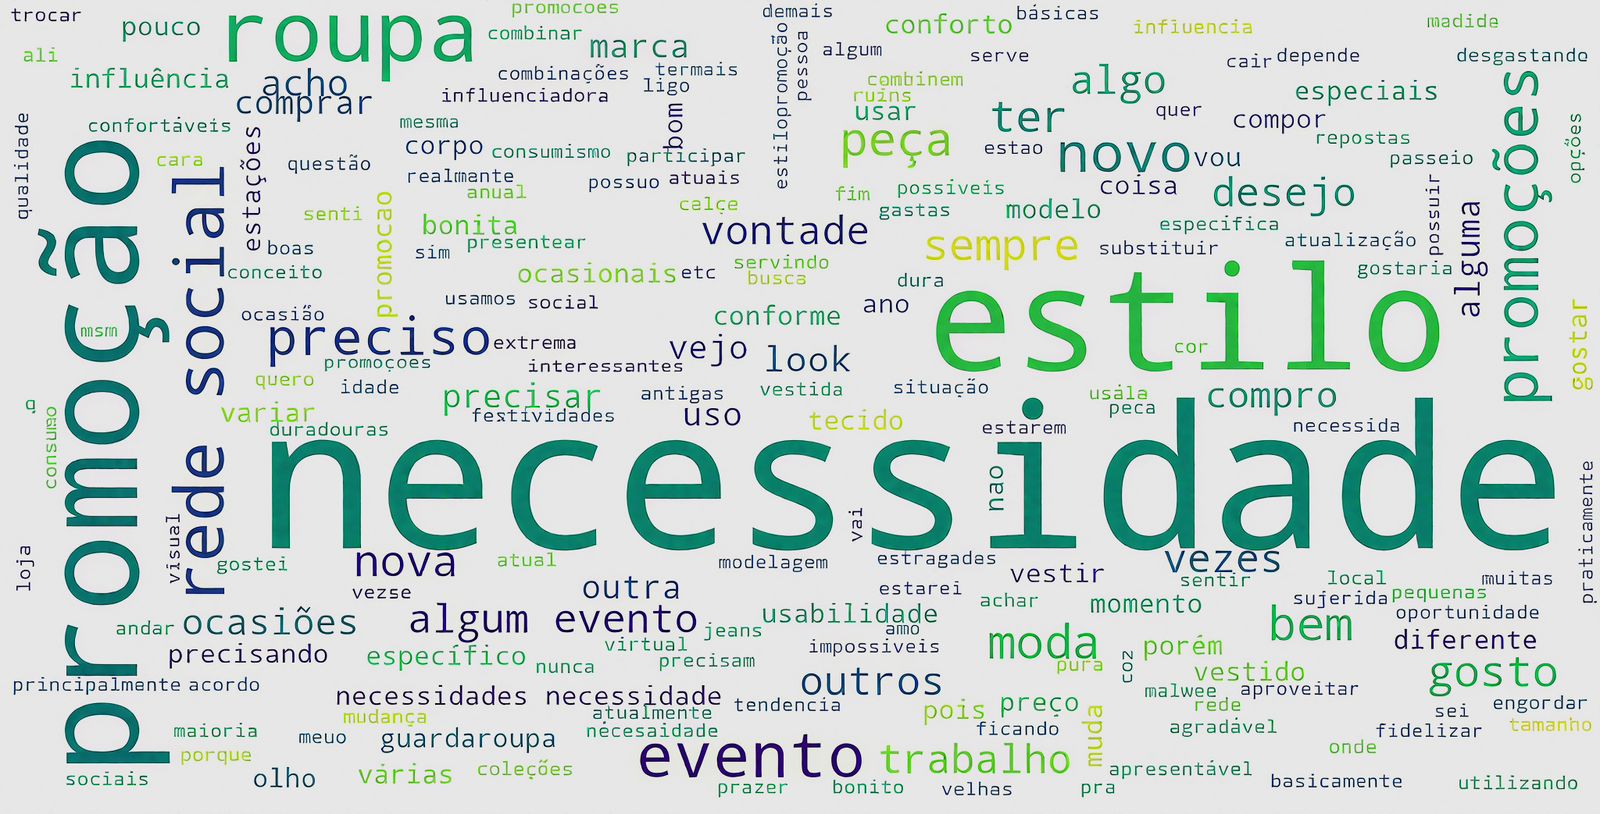 trocar
pouco
roupa
promocoes
combinar
marca
demais
conforto
básicas
influencia
madide
ali
influência
acho
comprar
combinações
termais
ligo
influenciadora
estilopromoção
pessoa
algum
combinem
ruins
usar
serve
algo
cair
depende
desgastando
especiais
qualidade
confortáveis
cara
estações
questão
mesma
corpo
consumismo
participar
bom
peça
ter
estao
quer
compor
repostas
passeio
promoções
opções
promoção
rede social
senti
promocao
realmante
anual
possuo
atuais
calçe
fim
possiveis
gastas
novo
vou
coisa
desejo
modelo
especifica
possuir
boas
conceito
bonita
sim
presentear
vontade
sempre
substituir
atualização
gostaria
alguma
ocasionais
etc
servindo
busca
dura
ocasião
usamos
social
conforme
ano
estilo
cor
gostar
msm
preciso
extrema
vejo
look
promoçoes
interessantes
quero
idade
precisar
antigas
vestida
situação
usála
peca
compro
q
consumo
variar
festividades
duradouras
uso
tecido
estarem
necessida
necessidade
nao
vai
praticamente
loja
visual
gostei
nova
atual
modelagem
estragadas
vezes
vezse
outra
estarei
vestir
sentir
local
muitas
sujerida
pequenas
andar
ocasiões
algum evento
usabilidade
achar
momento
oportunidade
precisando
específico
virtual
jeans
amo
impossiveis
moda
bem
diferente
nunca
precisam
pura
coz
porém
vestido
gosto
principalmente
acordo
necessidades necessidade
outros
malwee
aproveitar
mudança
atualmente
tendencia
pois
preço
rede
sei
engordar
maioria
meuo
guardaroupa
necesaidade
ficando
muda
agradável
fidelizar
tamanho
porque
evento
trabalho
onde
sociais
olho
várias
coleções
apresentável
prazer
bonito
velhas
pra
basicamente
utilizando